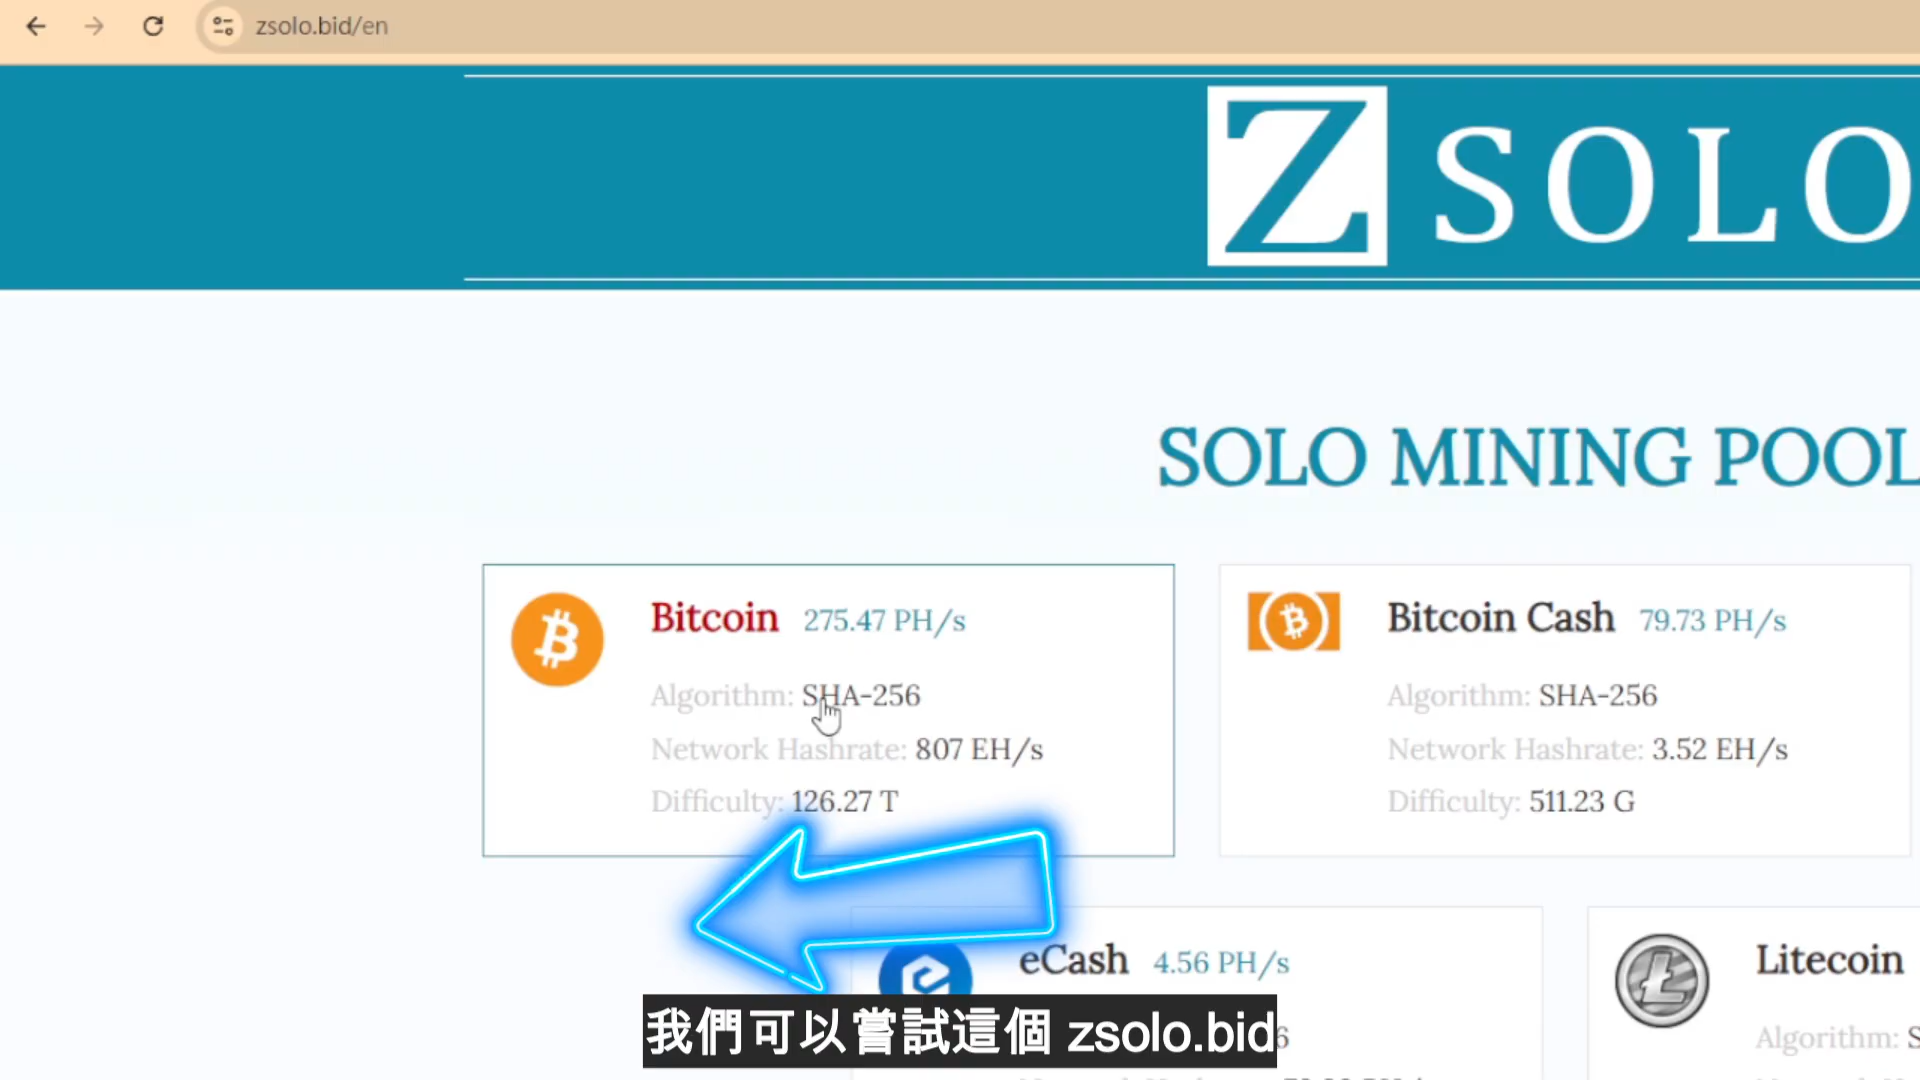 zsolo.bid/en
Z SOLO
SOLO MINING POOL
Bitcoin 275.47 PH/s
Algorithm: SHA-256
Network Hashrate: 807 EH/s
Difficulty: 126.27 T
Bitcoin Cash 79.73 PH/s
Algorithm: SHA-256
Network Hashrate: 3.52 EH/s
Difficulty: 511.23 G
eCash 4.56 PH/s
Litecoin
Algorithm: S
我們可以嘗試這個 zsolo.bid